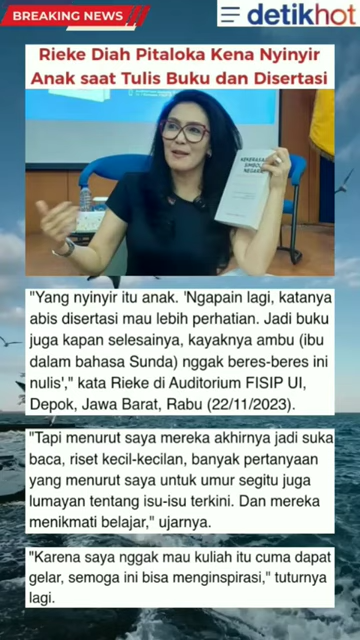 BREAKING NEWS
detikhot
Rieke Diah Pitaloka Kena Nyinyir
Anak saat Tulis Buku dan Disertasi
KEKERASAN
SIMBOLIK
NEGARA
"Yang nyinyir itu anak. 'Ngapain lagi, katanya
abis disertasi mau lebih perhatian. Jadi buku
juga kapan selesainya, kayaknya ambu (ibu
dalam bahasa Sunda) nggak beres-beres ini
nulis'," kata Rieke di Auditorium FISIP UI,
Depok, Jawa Barat, Rabu (22/11/2023).
"Tapi menurut saya mereka akhirnya jadi suka
baca, riset kecil-kecilan, banyak pertanyaan
yang menurut saya untuk umur segitu juga
lumayan tentang isu-isu terkini. Dan mereka
menikmati belajar," ujarnya.
"Karena saya nggak mau kuliah itu cuma dapat
gelar, semoga ini bisa menginspirasi," tuturnya
lagi.